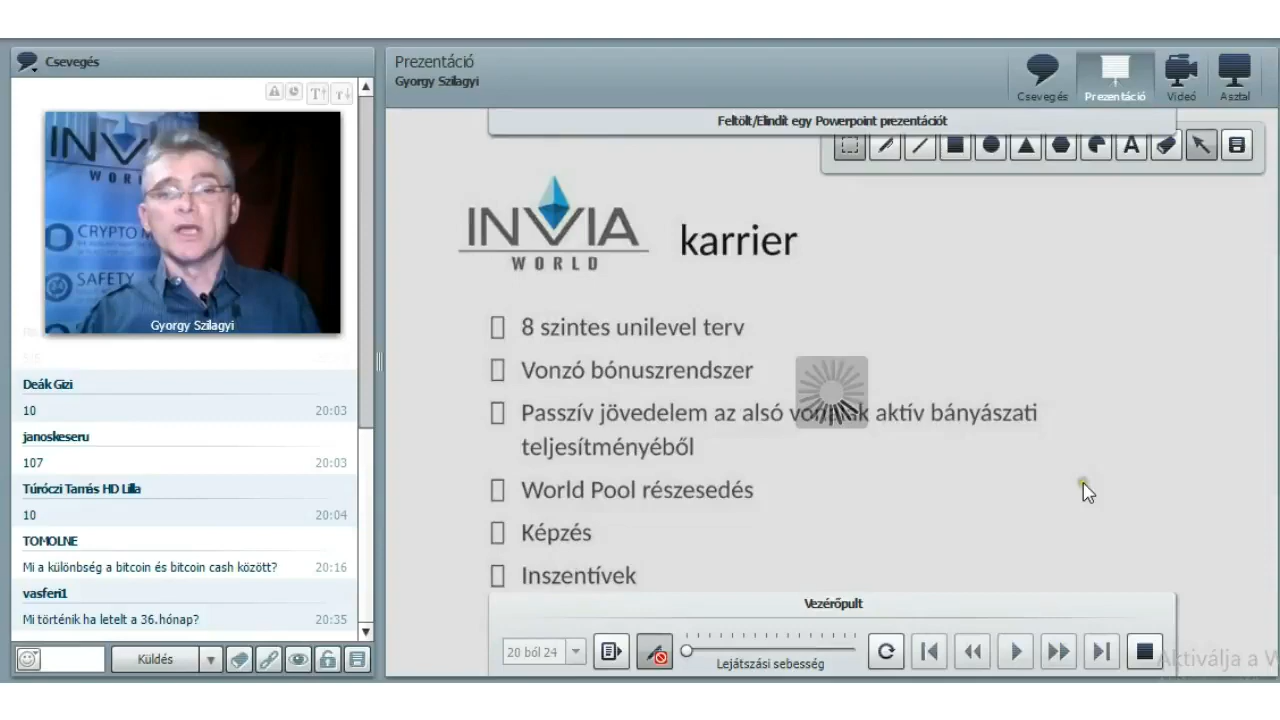 Csevegés
INVIA
WORLD
CRYPTO M
SAFETY
Gyorgy Szilagyi
Deák Gizi
10 20:03
janoskeseru
107 20:03
Túróczi Tamás HD Lilla
10 20:04
TOMOLNE
Mi a különbség a bitcoin és bitcoin cash között? 20:16
vasferi1
Mi történik ha letelt a 36.hónap? 20:35
Küldés
Prezentáció
Gyorgy Szilagyi
Csevegés Prezentáció Videó Asztal
Feltölt/Elindít egy Powerpoint prezentációt
INVIA
WORLD
karrier
8 szintes unilevel terv
Vonzó bónuszrendszer
Passzív jövedelem az alsó aktív bányászati
teljesítményéből
World Pool részesedés
Képzés
Inszentívek
Vezérőpult
20 ból 24
Lejátszási sebesség
Aktiválja a W